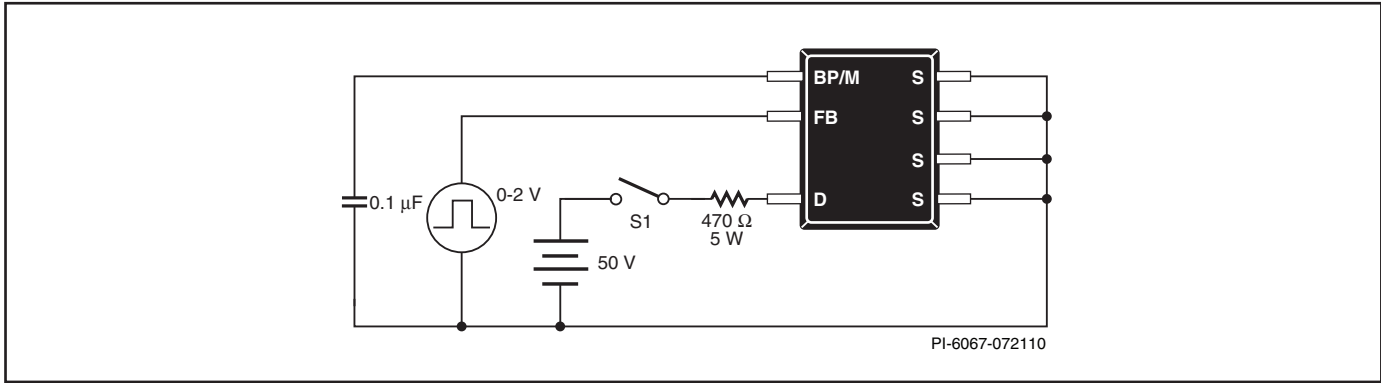 BP/M S
FB S
S
D S
0.1 μF
0-2 V
S1
470 Ω
5 W
50 V
PI-6067-072110